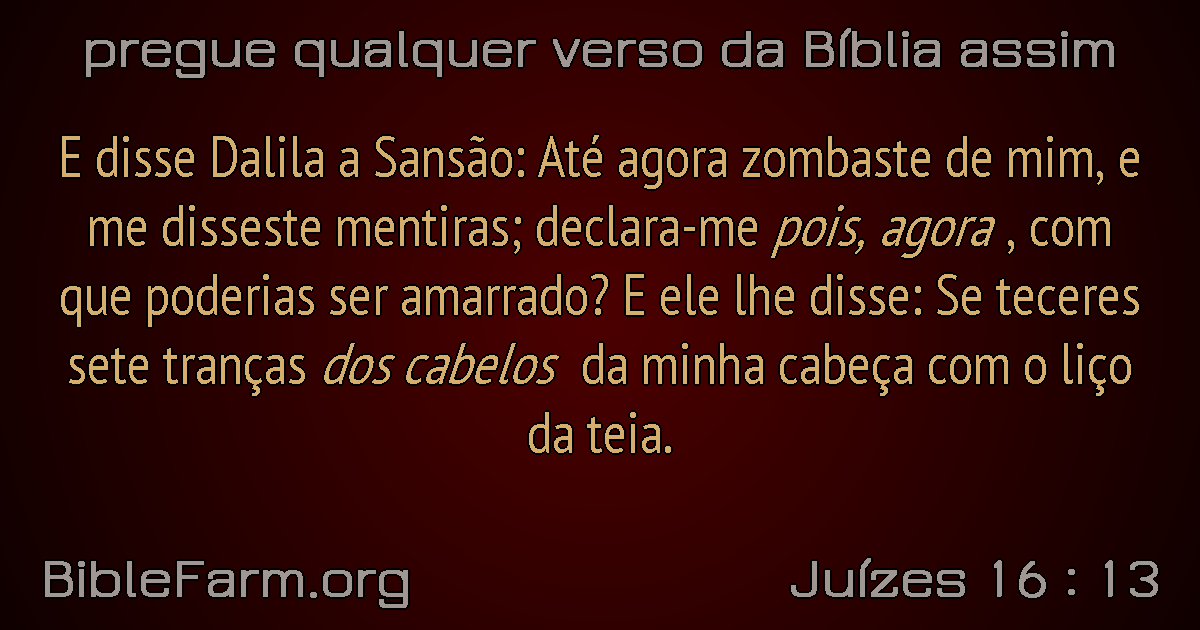 pregue qualquer verso da Bíblia assim
E disse Dalila a Sansão: Até agora zombaste de mim, e
me disseste mentiras; declara-me pois, agora , com
que poderias ser amarrado? E ele lhe disse: Se teceres
sete tranças dos cabelos da minha cabeça com o liço
da teia.
BibleFarm.org
Juízes 16 : 13